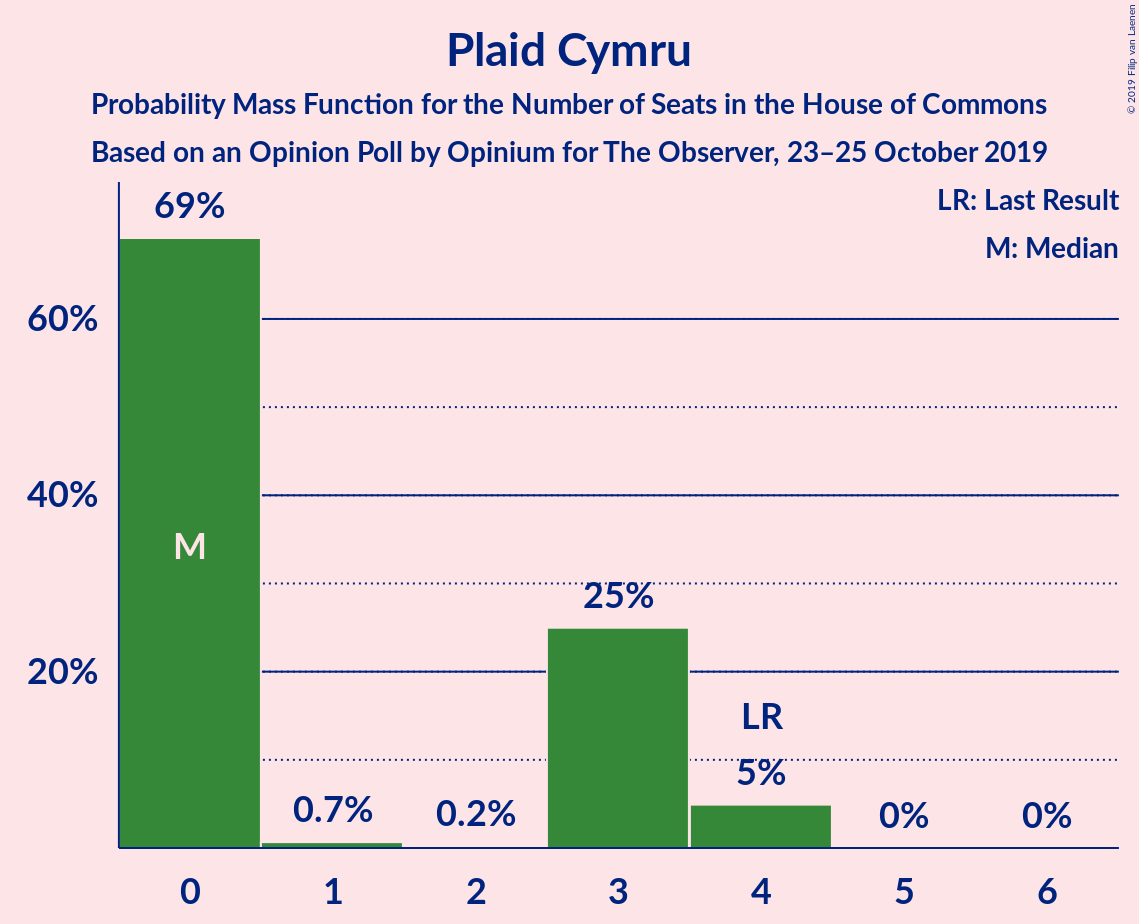 Plaid Cymru
Probability Mass Function for the Number of Seats in the House of Commons
Based on an Opinion Poll by Opinium for The Observer, 23–25 October 2019
© 2019 Filip van Laenen
LR: Last Result
M: Median
69%
60%
40%
20%
M
25%
LR
5%
0.7%
0.2%
0%
0%
0
1
2
3
4
5
6